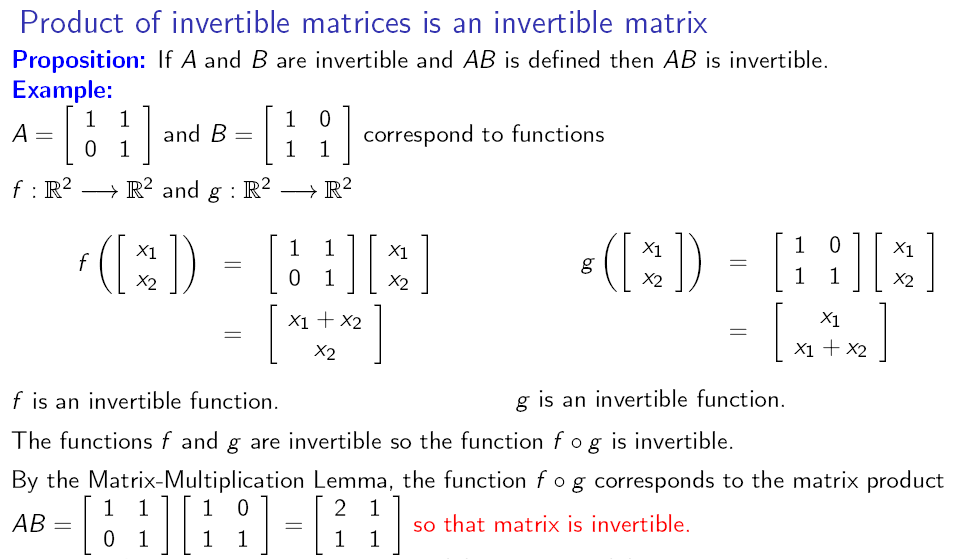 Product of invertible matrices is an invertible matrix
Proposition: If A and B are invertible and AB is defined then AB is invertible.
Example:
A = [ 1 1 ; 0 1 ] and B = [ 1 0 ; 1 1 ] correspond to functions
f : ℝ² ⟶ ℝ² and g : ℝ² ⟶ ℝ²
f ( [ x₁ ; x₂ ] ) = [ 1 1 ; 0 1 ] [ x₁ ; x₂ ]
= [ x₁ + x₂ ; x₂ ]
g ( [ x₁ ; x₂ ] ) = [ 1 0 ; 1 1 ] [ x₁ ; x₂ ]
= [ x₁ ; x₁ + x₂ ]
f is an invertible function.
g is an invertible function.
The functions f and g are invertible so the function f ∘ g is invertible.
By the Matrix-Multiplication Lemma, the function f ∘ g corresponds to the matrix product
AB = [ 1 1 ; 0 1 ] [ 1 0 ; 1 1 ] = [ 2 1 ; 1 1 ] so that matrix is invertible.